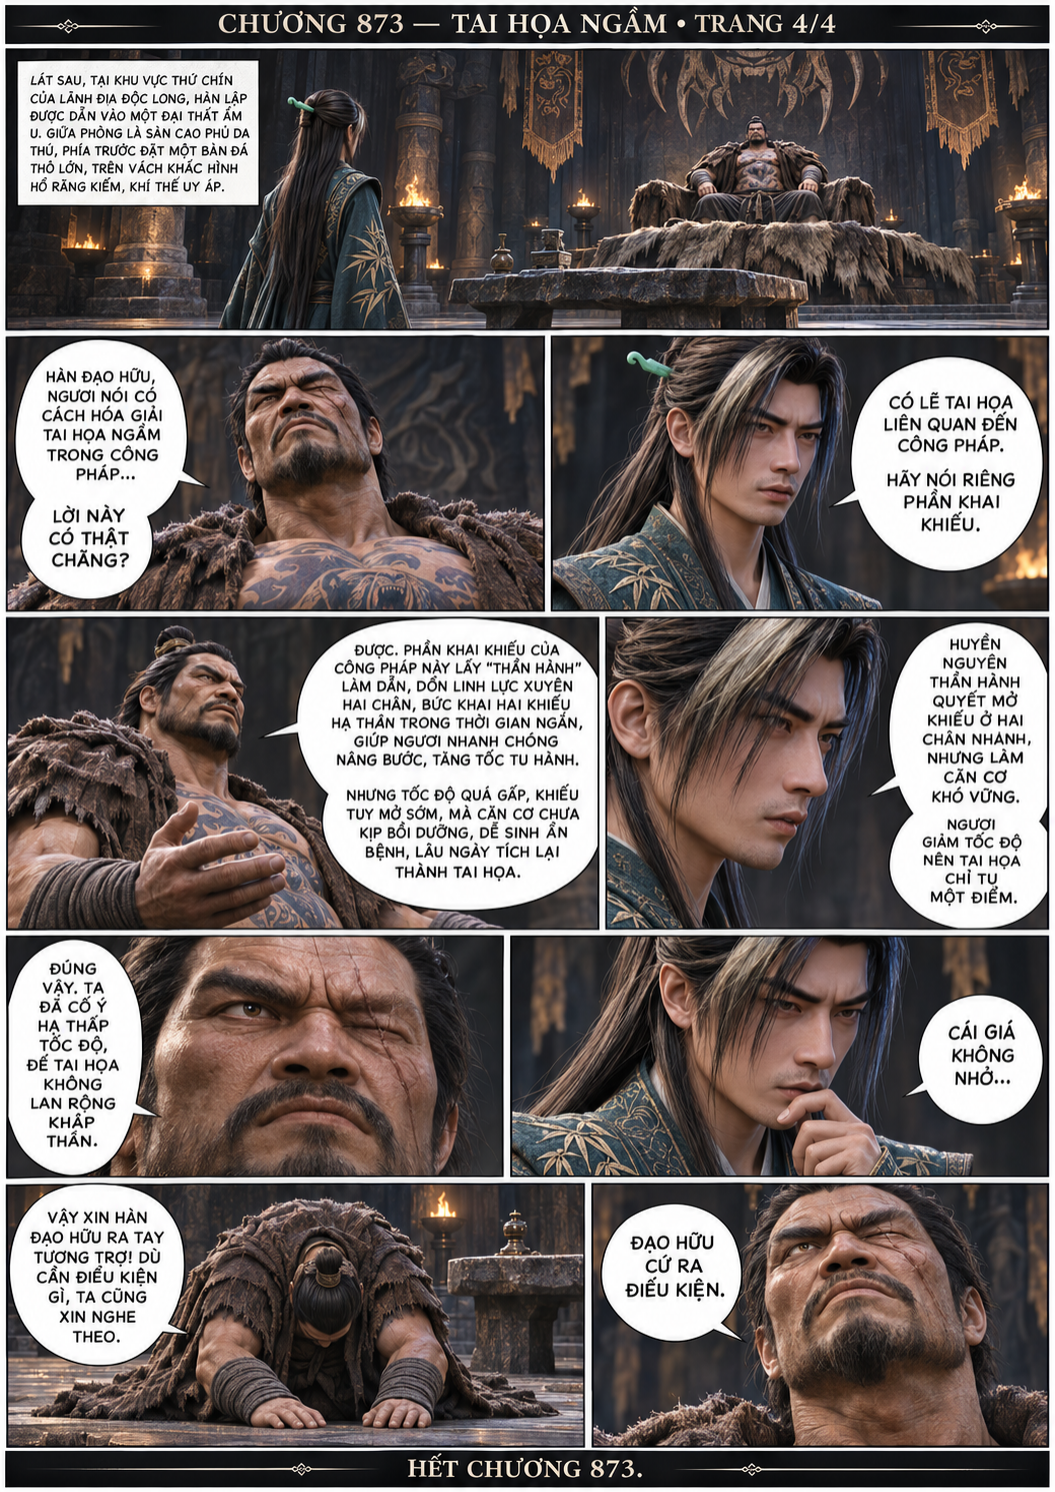 CHƯƠNG 873 — TAI HỌA NGẦM • TRANG 4/4
LÁT SAU, TẠI KHU VỰC THỨ CHÍN
CỦA LÃNH ĐỊA ĐỘC LONG, HÀN LẬP
ĐƯỢC DẪN VÀO MỘT ĐẠI THẤT ÂM
U. GIỮA PHÒNG LÀ SÀN CAO PHỦ DA
THÚ, PHÍA TRƯỚC ĐẶT MỘT BÀN ĐÁ
THÔ LỚN, TRÊN VÁCH KHẮC HÌNH
HỔ RĂNG KIẾM, KHÍ THẾ UY ÁP.
HÀN ĐẠO HỮU,
NGƯƠI NÓI CÓ
CÁCH HÓA GIẢI
TAI HỌA NGẦM
TRONG CÔNG
PHÁP...
LỜI NÀY
CÓ THẬT
CHĂNG?
CÓ LẼ TAI HỌA
LIÊN QUAN ĐẾN
CÔNG PHÁP.
HÃY NÓI RIÊNG
PHẦN KHAI
KHIẾU.
ĐƯỢC. PHẦN KHAI KHIẾU CỦA
CÔNG PHÁP NÀY LẤY “THẦN HÀNH”
LÀM DẪN, DỒN LINH LỰC XUYÊN
HAI CHÂN, BỨC KHAI HAI KHIẾU
HẠ THÂN TRONG THỜI GIAN NGẮN,
GIÚP NGƯƠI NHANH CHÓNG
NÂNG BƯỚC, TĂNG TỐC TU HÀNH.
NHƯNG TỐC ĐỘ QUÁ GẤP, KHIẾU
TUY MỞ SỚM, MÀ CĂN CƠ CHƯA
KỊP BỒI DƯỠNG, DỄ SINH ẨN
BỆNH, LÂU NGÀY TÍCH LẠI
THÀNH TAI HỌA.
HUYỀN
NGUYÊN
THẦN HÀNH
QUYẾT MỞ
KHIẾU Ở HAI
CHÂN NHANH,
NHƯNG LÀM
CĂN CƠ
KHÓ VỮNG.
NGƯƠI
GIẢM TỐC ĐỘ
NÊN TAI HỌA
CHỈ TỤ
MỘT ĐIỂM.
ĐÚNG
VẬY. TA
ĐÃ CỐ Ý
HẠ THẤP
TỐC ĐỘ,
ĐỂ TAI HỌA
KHÔNG
LAN RỘNG
KHẮP
THÂN.
CÁI GIÁ
KHÔNG
NHỎ...
VẬY XIN HÀN
ĐẠO HỮU RA TAY
TƯƠNG TRỢ! DÙ
CẦN ĐIỀU KIỆN
GÌ, TA CŨNG
XIN NGHE
THEO.
ĐẠO HỮU
CỨ RA
ĐIỀU KIỆN.
HẾT CHƯƠNG 873.